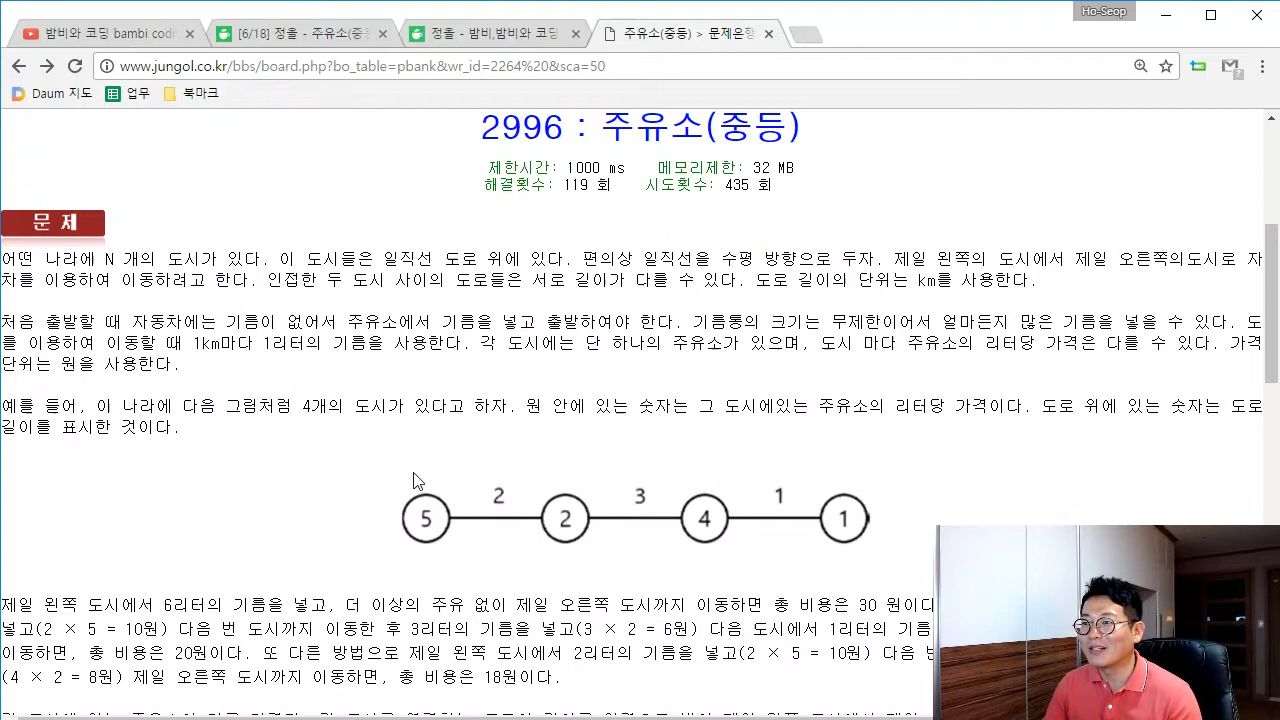 Ho-Seop
밤비와 코딩 bambi codi
[6/18] 정올 - 주유소(중등
정올 - 밤비,밤비와 코딩
주유소(중등) > 문제은행
www.jungol.co.kr/bbs/board.php?bo_table=pbank&wr_id=2264%20&sca=50
Daum 지도 업무 북마크
2996 : 주유소(중등)
제한시간: 1000 ms 메모리제한: 32 MB
해결횟수: 119 회 시도횟수: 435 회
문 제
어떤 나라에 N 개의 도시가 있다. 이 도시들은 일직선 도로 위에 있다. 편의상 일직선을 수평 방향으로 두자. 제일 왼쪽의 도시에서 제일 오른쪽의도시로 자
차를 이용하여 이동하려고 한다. 인접한 두 도시 사이의 도로들은 서로 길이가 다를 수 있다. 도로 길이의 단위는 km를 사용한다.
처음 출발할 때 자동차에는 기름이 없어서 주유소에서 기름을 넣고 출발하여야 한다. 기름통의 크기는 무제한이어서 얼마든지 많은 기름을 넣을 수 있다. 도
를 이용하여 이동할 때 1km마다 1리터의 기름을 사용한다. 각 도시에는 단 하나의 주유소가 있으며, 도시 마다 주유소의 리터당 가격은 다를 수 있다. 가격
단위는 원을 사용한다.
예를 들어, 이 나라에 다음 그림처럼 4개의 도시가 있다고 하자. 원 안에 있는 숫자는 그 도시에있는 주유소의 리터당 가격이다. 도로 위에 있는 숫자는 도로
길이를 표시한 것이다.
2 3 1
5 2 4 1
제일 왼쪽 도시에서 6리터의 기름을 넣고, 더 이상의 주유 없이 제일 오른쪽 도시까지 이동하면 총 비용은 30 원이다
넣고(2 × 5 = 10원) 다음 번 도시까지 이동한 후 3리터의 기름을 넣고(3 × 2 = 6원) 다음 도시에서 1리터의 기름
이동하면, 총 비용은 20원이다. 또 다른 방법으로 제일 왼쪽 도시에서 2리터의 기름을 넣고(2 × 5 = 10원) 다음 번
(4 × 2 = 8원) 제일 오른쪽 도시까지 이동하면, 총 비용은 18원이다.